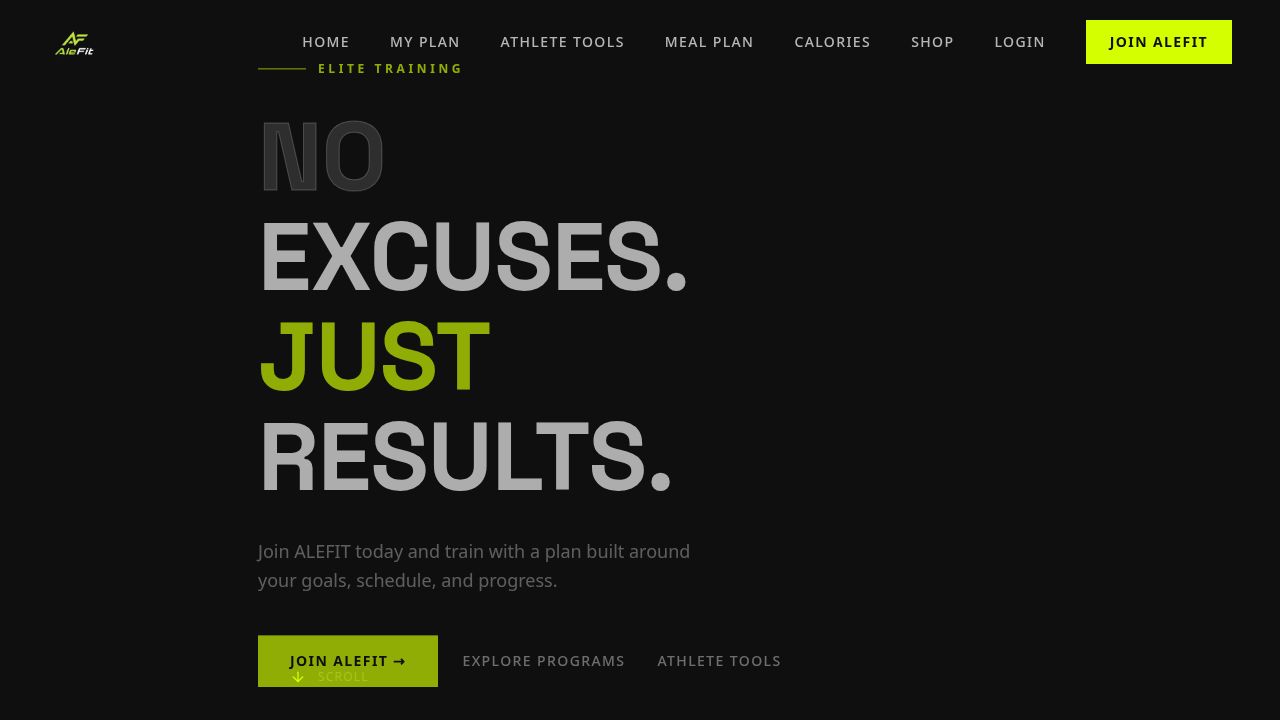 AleFit
HOME MY PLAN ATHLETE TOOLS MEAL PLAN CALORIES SHOP LOGIN JOIN ALEFIT
ELITE TRAINING
NO
EXCUSES.
JUST
RESULTS.
Join ALEFIT today and train with a plan built around
your goals, schedule, and progress.
JOIN ALEFIT → EXPLORE PROGRAMS ATHLETE TOOLS
↓ SCROLL